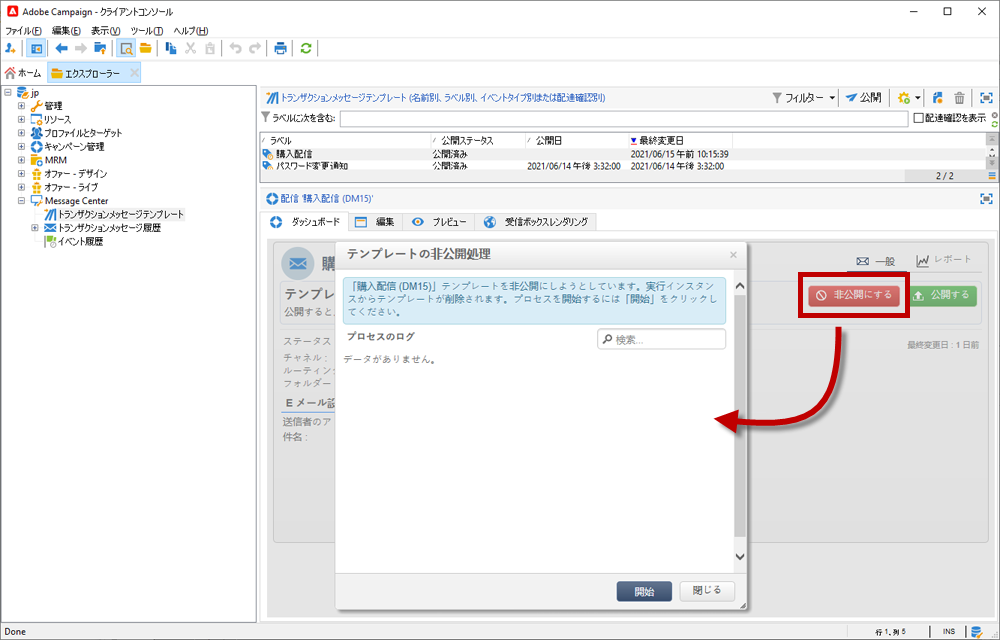 Adobe Campaign - クライアントコンソール
ファイル(F) 編集(E) 表示(V) ツール(T) ヘルプ(H)
ホーム エクスプローラー
jp
管理
リソース
プロファイルとターゲット
キャンペーン管理
MRM
オファー - デザイン
オファー - ライブ
Message Center
トランザクションメッセージテンプレート
トランザクションメッセージ履歴
イベント履歴
トランザクションメッセージテンプレート (名前別、ラベル別、イベントタイプ別または配達確認別)
フィルター 公開
ラベルに次を含む: 配達確認を表示
ラベル 公開ステータス 公開日 最終変更日
購入配信 公開済み 2021/06/15 午前 10:15:39
パスワード変更通知 公開済み 2021/06/14 午後 3:32:00 2021/06/14 午後 3:32:00
2 / 2
配信 '購入配信 (DM15)'
ダッシュボード 編集 プレビュー 受信ボックスレンダリング
購
一般 レポート
テンプレ
公開すると、
非公開にする 公開する
ステータス
チャネル :
ルーティング
フォルダー
最終変更日 : 1 日前
E メール設
送信者のア
件名 :
テンプレートの非公開処理
「購入配信 (DM15)」テンプレートを非公開にしようとしています。実行インスタ
ンスからテンプレートが削除されます。プロセスを開始するには「開始」をクリックし
てください。
プロセスのログ
検索...
データがありません。
開始 閉じる
Done 行 1、列 5 INS